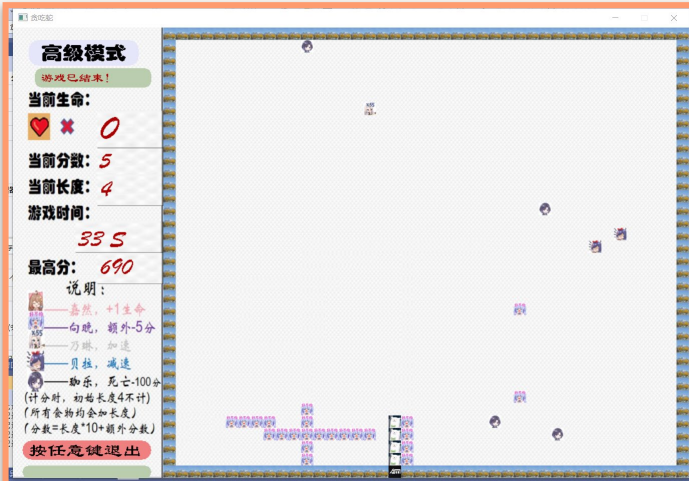 贪吃蛇
高级模式
游戏已结束!
当前生命:
0
当前分数: 5
当前长度: 4
游戏时间:
33 S
最高分: 690
说明:
嘉然, +1生命
向晚, 额外-5分
乃琳, 加速
贝拉, 减速
珈乐, 死亡-100分
(计分时, 初始长度4不计)
(所有食物均会加长度)
(分数=长度*10+额外分数)
按任意键退出